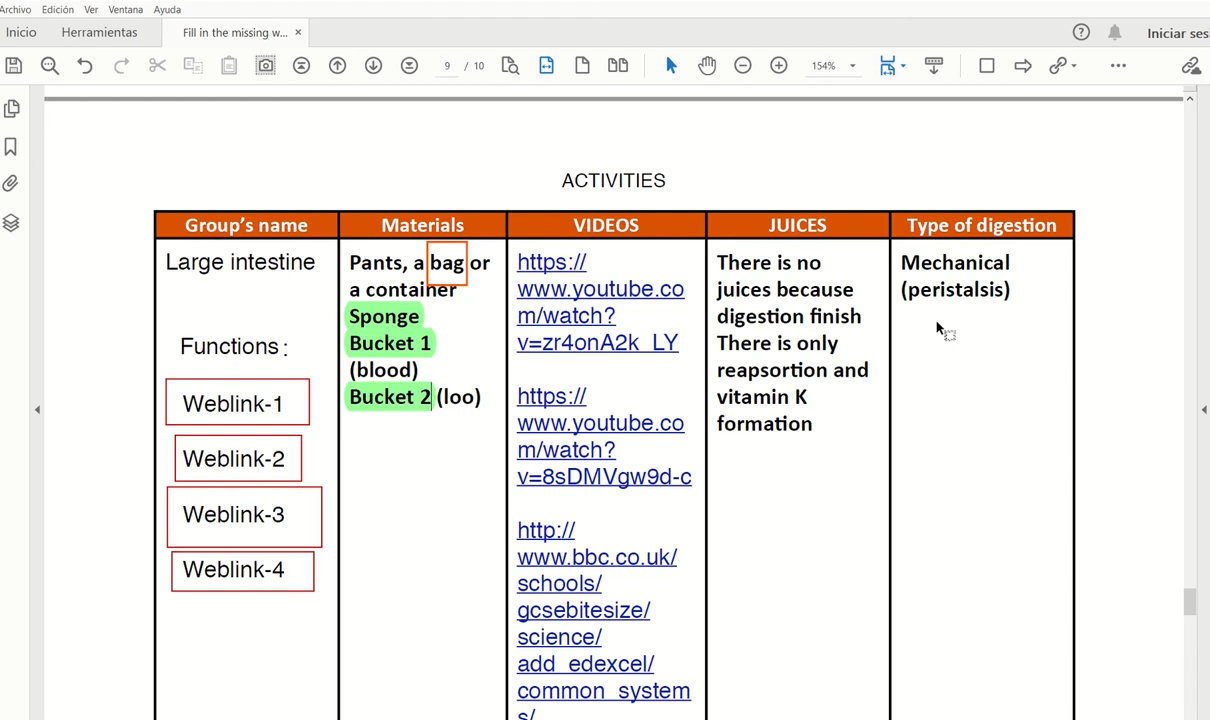 Archivo Edición Ver Ventana Ayuda
Inicio Herramientas Fill in the missing w... × Iniciar ses
9 / 10 154%
ACTIVITIES
Group's name Materials VIDEOS JUICES Type of digestion
Large intestine
Functions :
Weblink-1
Weblink-2
Weblink-3
Weblink-4
Pants, a bag or
a container
Sponge
Bucket 1
(blood)
Bucket 2 (loo)
https://
www.youtube.co
m/watch?
v=zr4onA2k_LY
https://
www.youtube.co
m/watch?
v=8sDMVgw9d-c
http://
www.bbc.co.uk/
schools/
gcsebitesize/
science/
add_edexcel/
common_system
s/
There is no
juices because
digestion finish
There is only
reapsortion and
vitamin K
formation
Mechanical
(peristalsis)